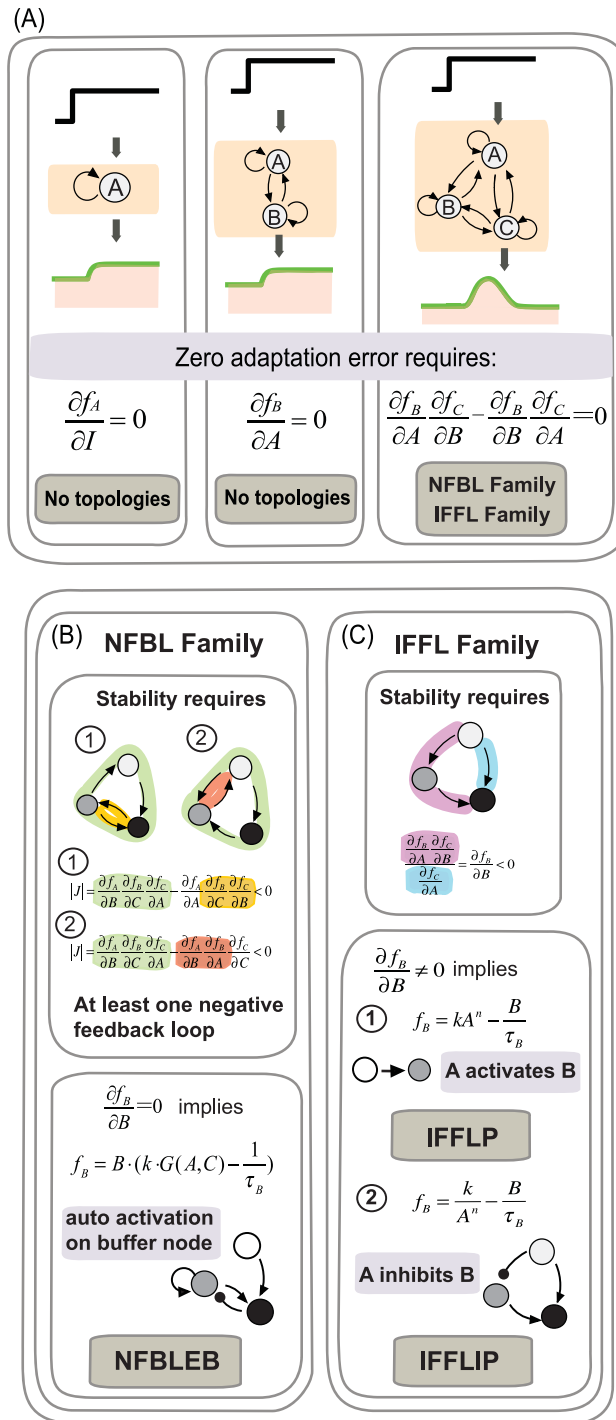 (A)
A
A
B
A
B
C
Zero adaptation error requires:
∂f_A/∂I = 0
∂f_B/∂A = 0
∂f_B/∂A ∂f_C/∂B − ∂f_B/∂B ∂f_C/∂A = 0
No topologies
No topologies
NFBL Family
IFFL Family
(B)
NFBL Family
Stability requires
1
2
1
|J| = ∂f_A/∂B ∂f_B/∂C ∂f_C/∂A − ∂f_A/∂A ∂f_B/∂C ∂f_C/∂B < 0
2
|J| = ∂f_A/∂B ∂f_B/∂C ∂f_C/∂A − ∂f_A/∂B ∂f_B/∂A ∂f_C/∂C < 0
At least one negative
feedback loop
∂f_B/∂B = 0 implies
f_B = B · (k · G(A, C) − 1/τ_B)
auto activation
on buffer node
NFBLEB
(C)
IFFL Family
Stability requires
(∂f_B/∂A ∂f_C/∂B)/(∂f_C/∂A) = ∂f_B/∂B < 0
∂f_B/∂B ≠ 0 implies
1 f_B = kA^n − B/τ_B
A activates B
IFFLP
2 f_B = k/A^n − B/τ_B
A inhibits B
IFFLIP